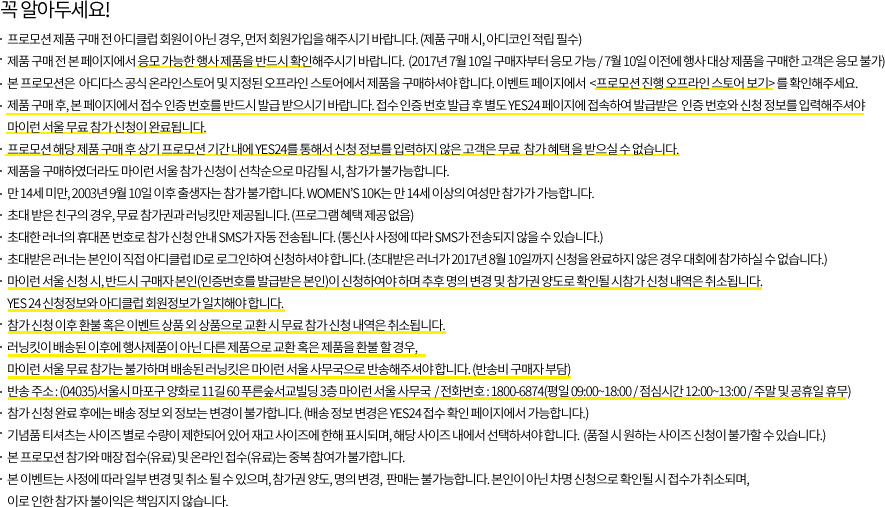 꼭 알아두세요!
· 프로모션 제품 구매 전 아디클럽 회원이 아닌 경우, 먼저 회원가입을 해주시기 바랍니다. (제품 구매 시, 아디코인 적립 필수)
· 제품 구매 전 본 페이지에서 응모 가능한 행사 제품을 반드시 확인해주시기 바랍니다. (2017년 7월 10일 구매자부터 응모 가능 / 7월 10일 이전에 행사 대상 제품을 구매한 고객은 응모 불가)
· 본 프로모션은 아디다스 공식 온라인스토어 및 지정된 오프라인 스토어에서 제품을 구매하셔야 합니다. 이벤트 페이지에서 <프로모션 진행 오프라인 스토어 보기> 를 확인해주세요.
· 제품 구매 후, 본 페이지에서 접수 인증 번호를 반드시 발급 받으시기 바랍니다. 접수 인증 번호 발급 후 별도 YES24 페이지에 접속하여 발급받은 인증 번호와 신청 정보를 입력해주셔야
마이런 서울 무료 참가 신청이 완료됩니다.
· 프로모션 해당 제품 구매 후 상기 프로모션 기간 내에 YES24를 통해서 신청 정보를 입력하지 않은 고객은 무료 참가 혜택 을 받으실 수 없습니다.
· 제품을 구매하였더라도 마이런 서울 참가 신청이 선착순으로 마감될 시, 참가가 불가능합니다.
· 만 14세 미만, 2003년 9월 10일 이후 출생자는 참가 불가합니다. WOMEN'S 10K는 만 14세 이상의 여성만 참가가 가능합니다.
· 초대 받은 친구의 경우, 무료 참가권과 러닝킷만 제공됩니다. (프로그램 혜택 제공 없음)
· 초대한 러너의 휴대폰 번호로 참가 신청 안내 SMS가 자동 전송됩니다. (통신사 사정에 따라 SMS가 전송되지 않을 수 있습니다.)
· 초대받은 러너는 본인이 직접 아디클럽 ID로 로그인하여 신청하셔야 합니다. (초대받은 러너가 2017년 8월 10일까지 신청을 완료하지 않은 경우 대회에 참가하실 수 없습니다.)
· 마이런 서울 신청 시, 반드시 구매자 본인(인증번호를 발급받은 본인)이 신청하여야 하며 추후 명의 변경 및 참가권 양도로 확인될 시 참가 신청 내역은 취소됩니다.
YES 24 신청정보와 아디클럽 회원정보가 일치해야 합니다.
· 참가 신청 이후 환불 혹은 이벤트 상품 외 상품으로 교환 시 무료 참가 신청 내역은 취소됩니다.
· 러닝킷이 배송된 이후에 행사제품이 아닌 다른 제품으로 교환 혹은 제품을 환불 할 경우,
마이런 서울 무료 참가는 불가하며 배송된 러닝킷은 마이런 서울 사무국으로 반송해주셔야 합니다. (반송비 구매자 부담)
· 반송 주소 : (04035)서울시 마포구 양화로 11길 60 푸른숲서교빌딩 3층 마이런 서울 사무국 / 전화번호 : 1800-6874(평일 09:00~18:00 / 점심시간 12:00~13:00 / 주말 및 공휴일 휴무)
· 참가 신청 완료 후에는 배송 정보 외 정보는 변경이 불가합니다. (배송 정보 변경은 YES24 접수 확인 페이지에서 가능합니다.)
· 기념품 티셔츠는 사이즈 별로 수량이 제한되어 있어 재고 사이즈에 한해 표시되며, 해당 사이즈 내에서 선택하셔야 합니다. (품절 시 원하는 사이즈 신청이 불가할 수 있습니다.)
· 본 프로모션 참가와 매장 접수(유료) 및 온라인 접수(유료)는 중복 참여가 불가합니다.
· 본 이벤트는 사정에 따라 일부 변경 및 취소 될 수 있으며, 참가권 양도, 명의 변경, 판매는 불가능합니다. 본인이 아닌 차명 신청으로 확인될 시 접수가 취소되며,
이로 인한 참가자 불이익은 책임지지 않습니다.